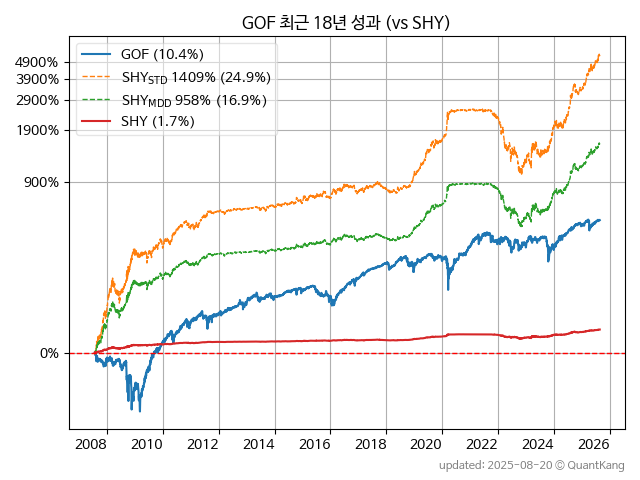 GOF 최근 18년 성과 (vs SHY)
GOF (10.4%)
SHY_STD 1409% (24.9%)
SHY_MDD 958% (16.9%)
SHY (1.7%)
4900%
3900%
2900%
1900%
900%
0%
2008 2010 2012 2014 2016 2018 2020 2022 2024 2026
updated: 2025-08-20 © QuantKang